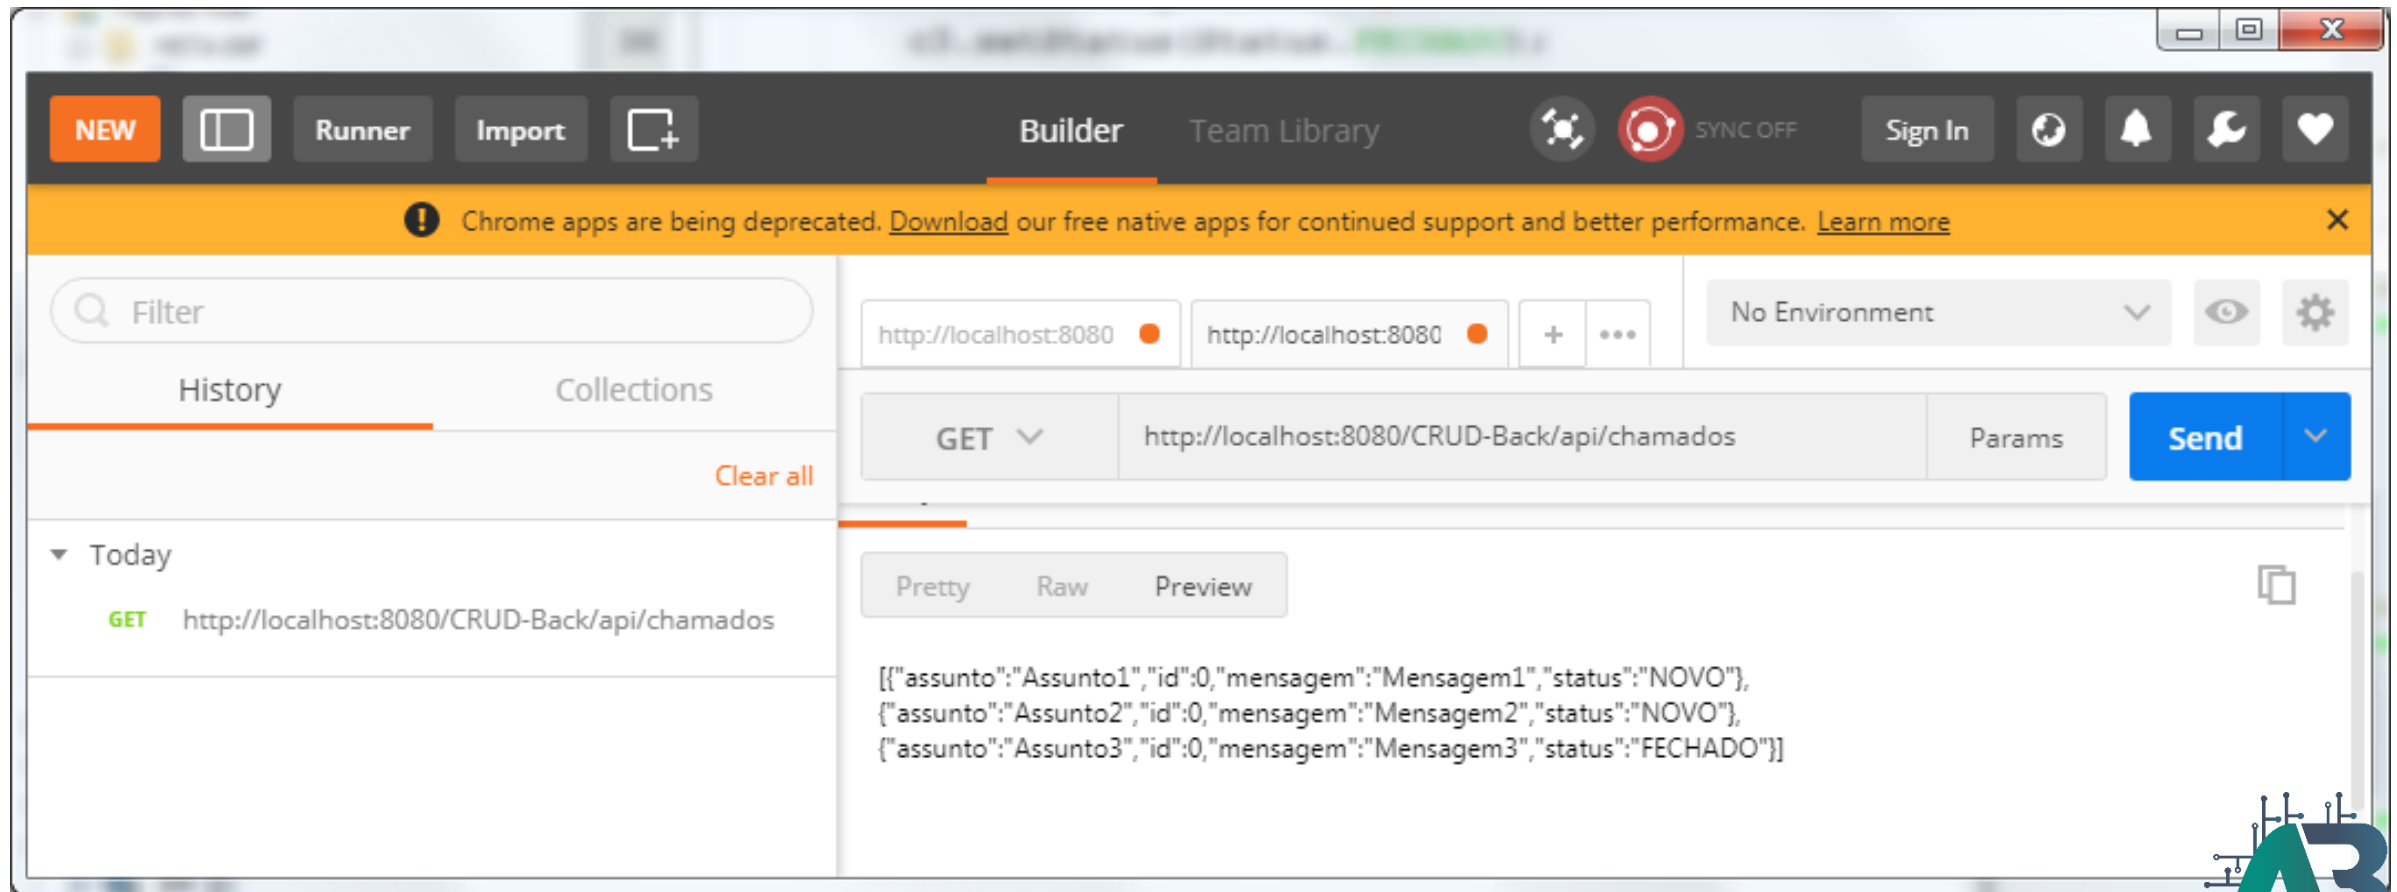 NEW
Runner
Import
Builder
Team Library
SYNC OFF
Sign In
Chrome apps are being deprecated. Download our free native apps for continued support and better performance. Learn more
Filter
History
Collections
Clear all
Today
GET http://localhost:8080/CRUD-Back/api/chamados
http://localhost:8080
http://localhost:8080
+
No Environment
GET
http://localhost:8080/CRUD-Back/api/chamados
Params
Send
Pretty
Raw
Preview
[{"assunto":"Assunto1","id":0,"mensagem":"Mensagem1","status":"NOVO"},
{"assunto":"Assunto2","id":0,"mensagem":"Mensagem2","status":"NOVO"},
{"assunto":"Assunto3","id":0,"mensagem":"Mensagem3","status":"FECHADO"}]